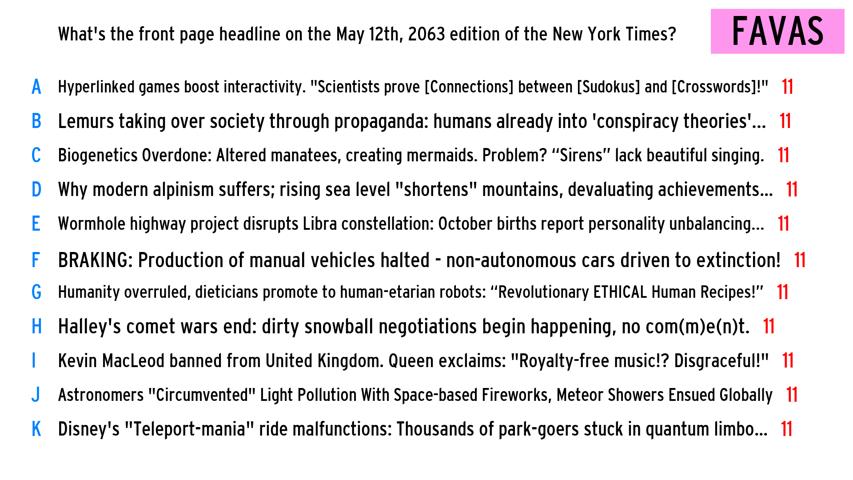 What's the front page headline on the May 12th, 2063 edition of the New York Times?
FAVAS
A Hyperlinked games boost interactivity. "Scientists prove [Connections] between [Sudokus] and [Crosswords]!" 11
B Lemurs taking over society through propaganda: humans already into 'conspiracy theories'... 11
C Biogenetics Overdone: Altered manatees, creating mermaids. Problem? “Sirens” lack beautiful singing. 11
D Why modern alpinism suffers; rising sea level "shortens" mountains, devaluating achievements... 11
E Wormhole highway project disrupts Libra constellation: October births report personality unbalancing... 11
F BRAKING: Production of manual vehicles halted - non-autonomous cars driven to extinction! 11
G Humanity overruled, dieticians promote to human-etarian robots: “Revolutionary ETHICAL Human Recipes!” 11
H Halley's comet wars end: dirty snowball negotiations begin happening, no com(m)e(n)t. 11
I Kevin MacLeod banned from United Kingdom. Queen exclaims: "Royalty-free music!? Disgraceful!" 11
J Astronomers "Circumvented" Light Pollution With Space-based Fireworks, Meteor Showers Ensued Globally 11
K Disney's "Teleport-mania" ride malfunctions: Thousands of park-goers stuck in quantum limbo... 11